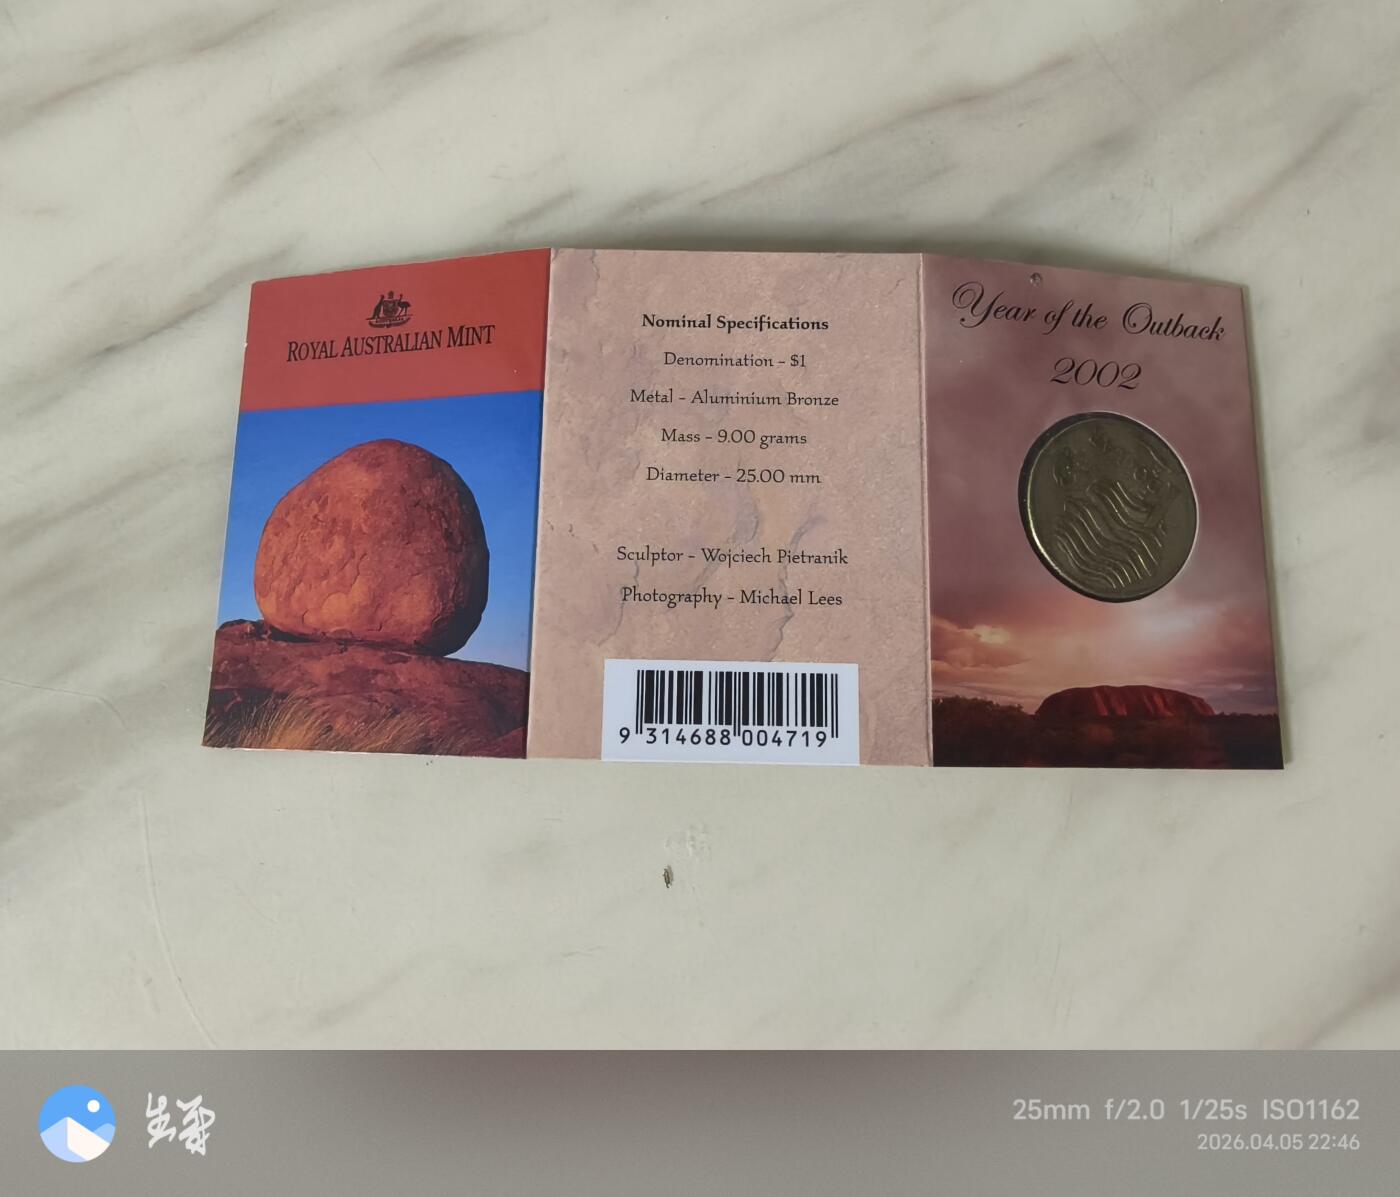 ROYAL AUSTRALIAN MINT
Nominal Specifications
Denomination - $1
Metal - Aluminium Bronze
Mass - 9.00 grams
Diameter - 25.00 mm
Sculptor - Wojciech Pietranik
Photography - Michael Lees
9 314688 004719
Year of the Outback
2002
25mm f/2.0 1/25s ISO1162
2026.04.05 22:46